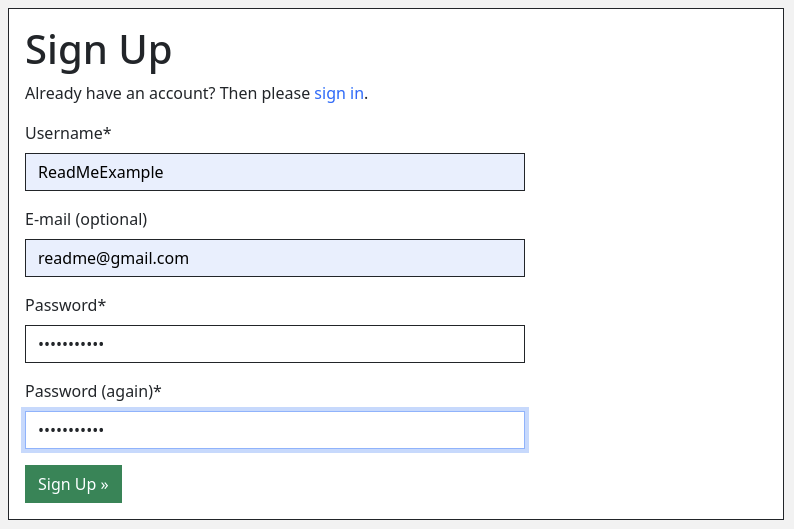 Sign Up
Already have an account? Then please sign in.
Username*
ReadMeExample
E-mail (optional)
readme@gmail.com
Password*
•••••••••••
Password (again)*
•••••••••••
Sign Up »